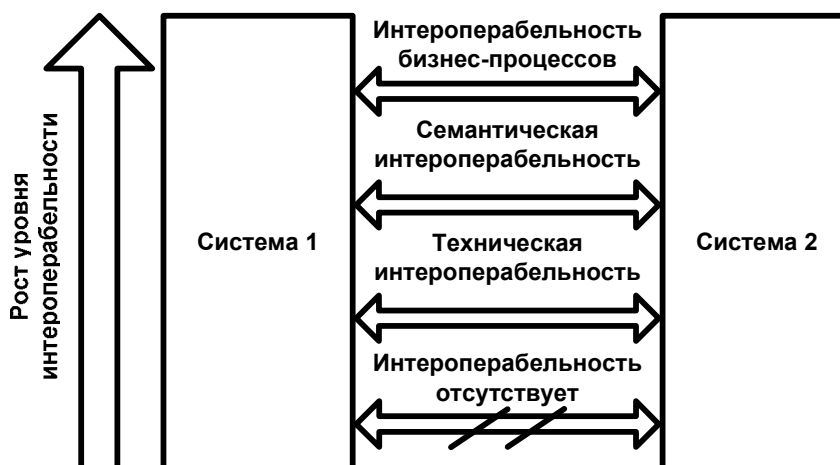 Интероперабельность
бизнес-процессов
Семантическая
интероперабельность
Рост уровня
интероперабельности
Система 1
Техническая
интероперабельность
Система 2
Интероперабельность
отсутствует